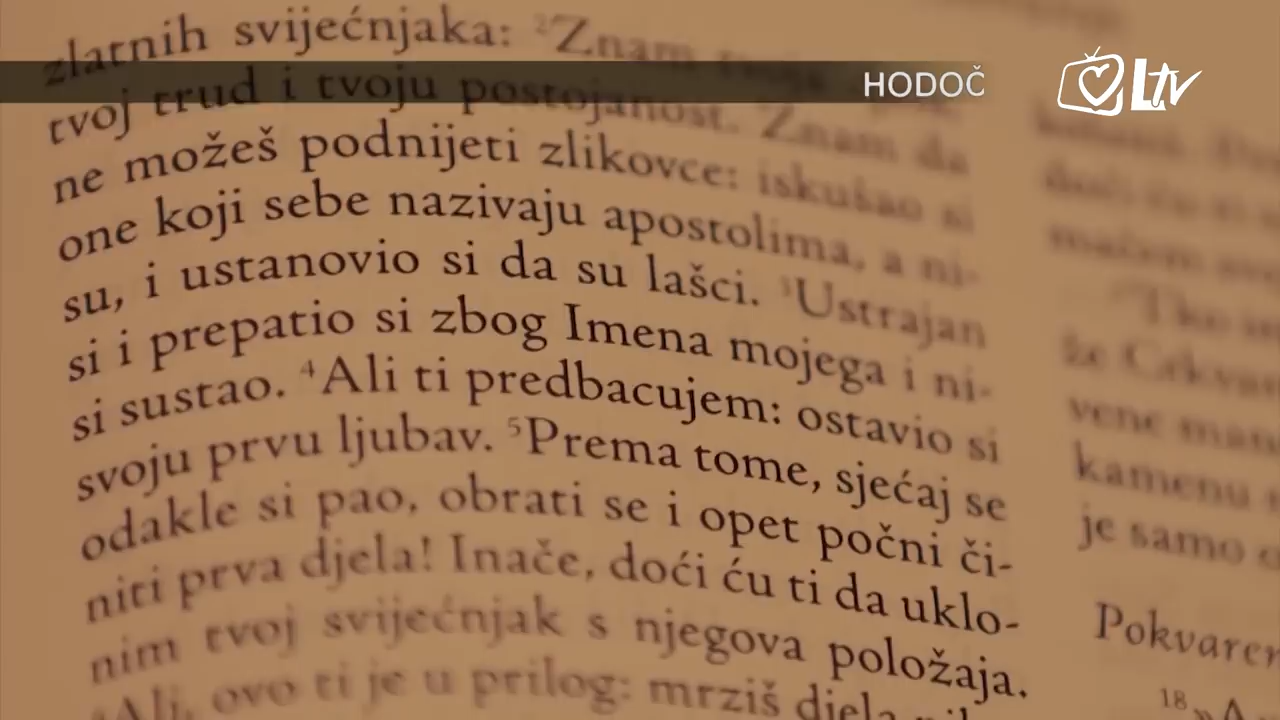 zlatnih svijećnjaka: ²Znam
HODOČ
Ltv
tvoj trud i tvoju postojanost. Znam da
ne možeš podnijeti zlikovce: iskušao si
one koji sebe nazivaju apostolima, a ni-
su, i ustanovio si da su lašci. ³Ustrajan
si i prepatio si zbog Imena mojega i ni-
si sustao. ⁴Ali ti predbacujem: ostavio si
svoju prvu ljubav. ⁵Prema tome, sjećaj se
odakle si pao, obrati se i opet počni či-
niti prva djela! Inače, doći ću ti da uklo-
nim tvoj svijećnjak s njegova položaja.
Ali, ovo ti je u prilog: mrziš djela
vene
kamenu
je samo
Pokvaren
18